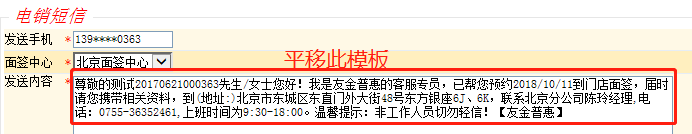 电销短信
发送手机 * 139****0363
面签中心 * 北京面签中心
平移此模板
发送内容 * 尊敬的测试20170621000363先生/女士您好！我是友金普惠的客服专员，已帮您预约2018/10/11到门店面签，届时
请您携带相关资料，到(地址:)北京市东城区东直门外大街48号东方银座6J、6K，联系北京分公司陈玲经理,电
话：0755-36352461,上班时间为9:30-18:00。温馨提示：非工作人员切勿轻信！【友金普惠】